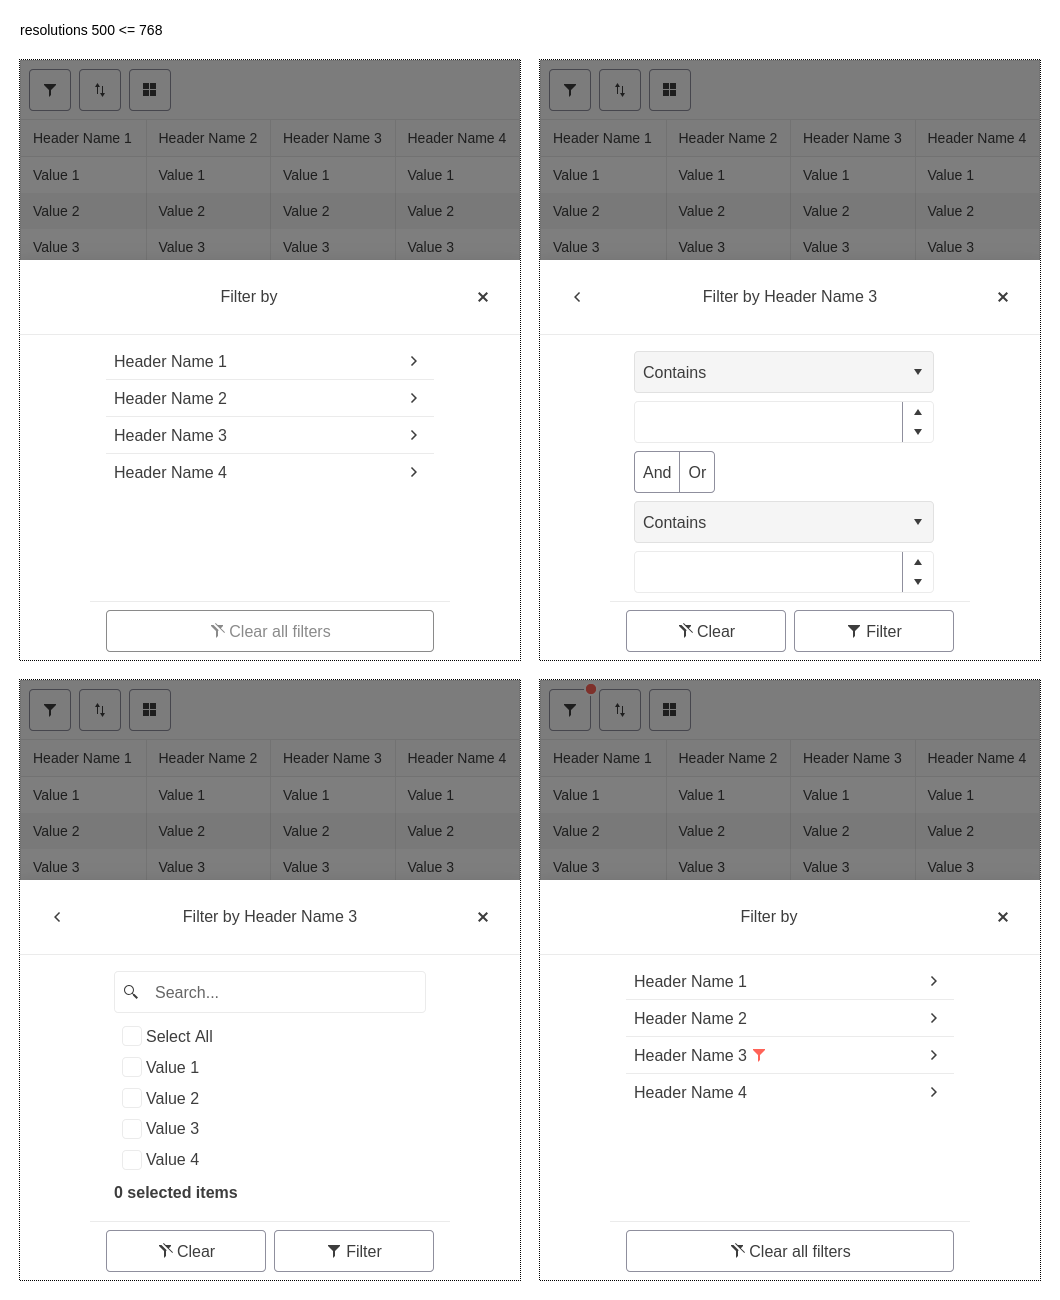 resolutions 500 <= 768
Header Name 1 Header Name 2 Header Name 3 Header Name 4
Value 1 Value 1 Value 1 Value 1
Value 2 Value 2 Value 2 Value 2
Value 3 Value 3 Value 3 Value 3
Filter by
Header Name 1
Header Name 2
Header Name 3
Header Name 4
Clear all filters
Header Name 1 Header Name 2 Header Name 3 Header Name 4
Value 1 Value 1 Value 1 Value 1
Value 2 Value 2 Value 2 Value 2
Value 3 Value 3 Value 3 Value 3
Filter by Header Name 3
Contains
And Or
Contains
Clear Filter
Header Name 1 Header Name 2 Header Name 3 Header Name 4
Value 1 Value 1 Value 1 Value 1
Value 2 Value 2 Value 2 Value 2
Value 3 Value 3 Value 3 Value 3
Filter by Header Name 3
Search...
Select All
Value 1
Value 2
Value 3
Value 4
0 selected items
Clear Filter
Header Name 1 Header Name 2 Header Name 3 Header Name 4
Value 1 Value 1 Value 1 Value 1
Value 2 Value 2 Value 2 Value 2
Value 3 Value 3 Value 3 Value 3
Filter by
Header Name 1
Header Name 2
Header Name 3
Header Name 4
Clear all filters